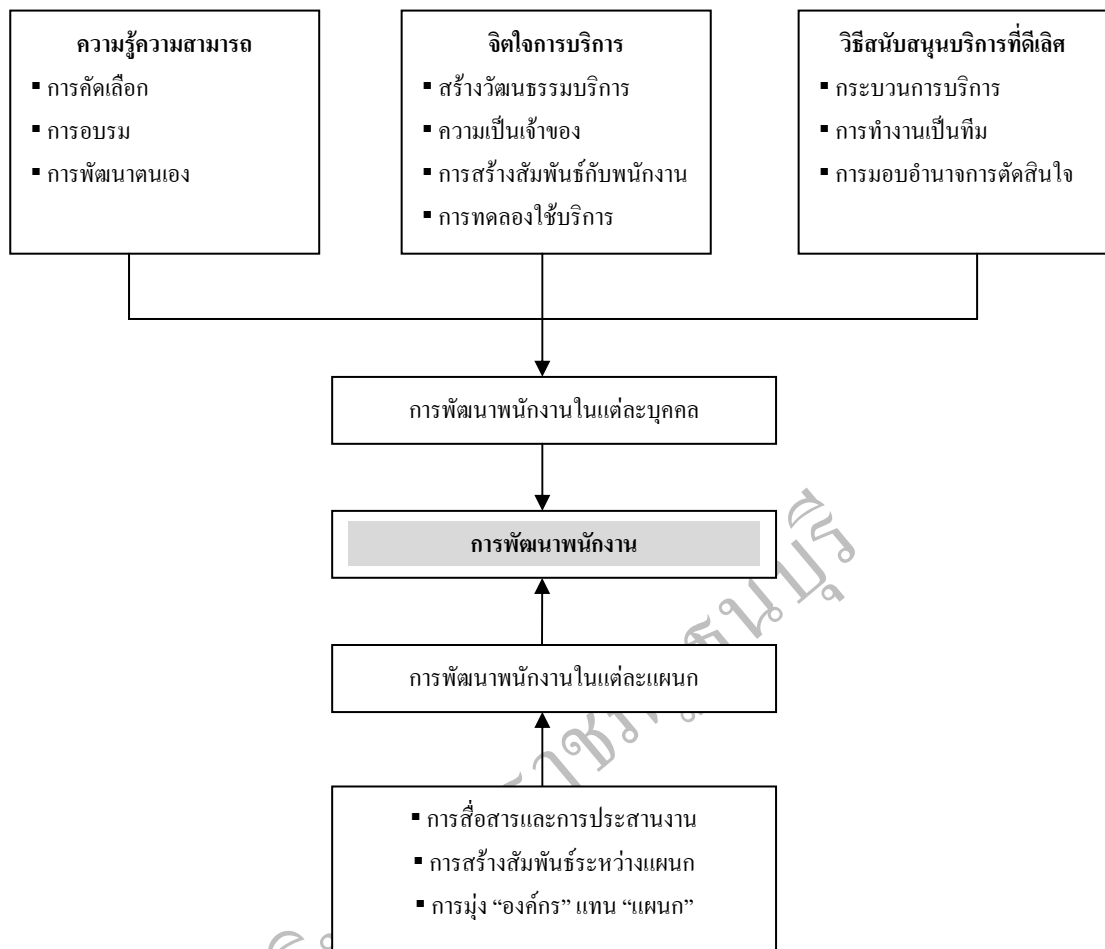 ความรู้ความสามารถ
▪ การคัดเลือก
▪ การอบรม
▪ การพัฒนาตนเอง
จิตใจการบริการ
▪ สร้างวัฒนธรรมบริการ
▪ ความเป็นเจ้าของ
▪ การสร้างสัมพันธ์กับพนักงาน
▪ การทดลองใช้บริการ
วิธีสนับสนุนบริการที่ดีเลิศ
▪ กระบวนการบริการ
▪ การทำงานเป็นทีม
▪ การมอบอำนาจการตัดสินใจ
การพัฒนาพนักงานในแต่ละบุคคล
การพัฒนาพนักงาน
การพัฒนาพนักงานในแต่ละแผนก
▪ การสื่อสารและการประสานงาน
▪ การสร้างสัมพันธ์ระหว่างแผนก
▪ การมุ่ง “องค์กร” แทน “แผนก”